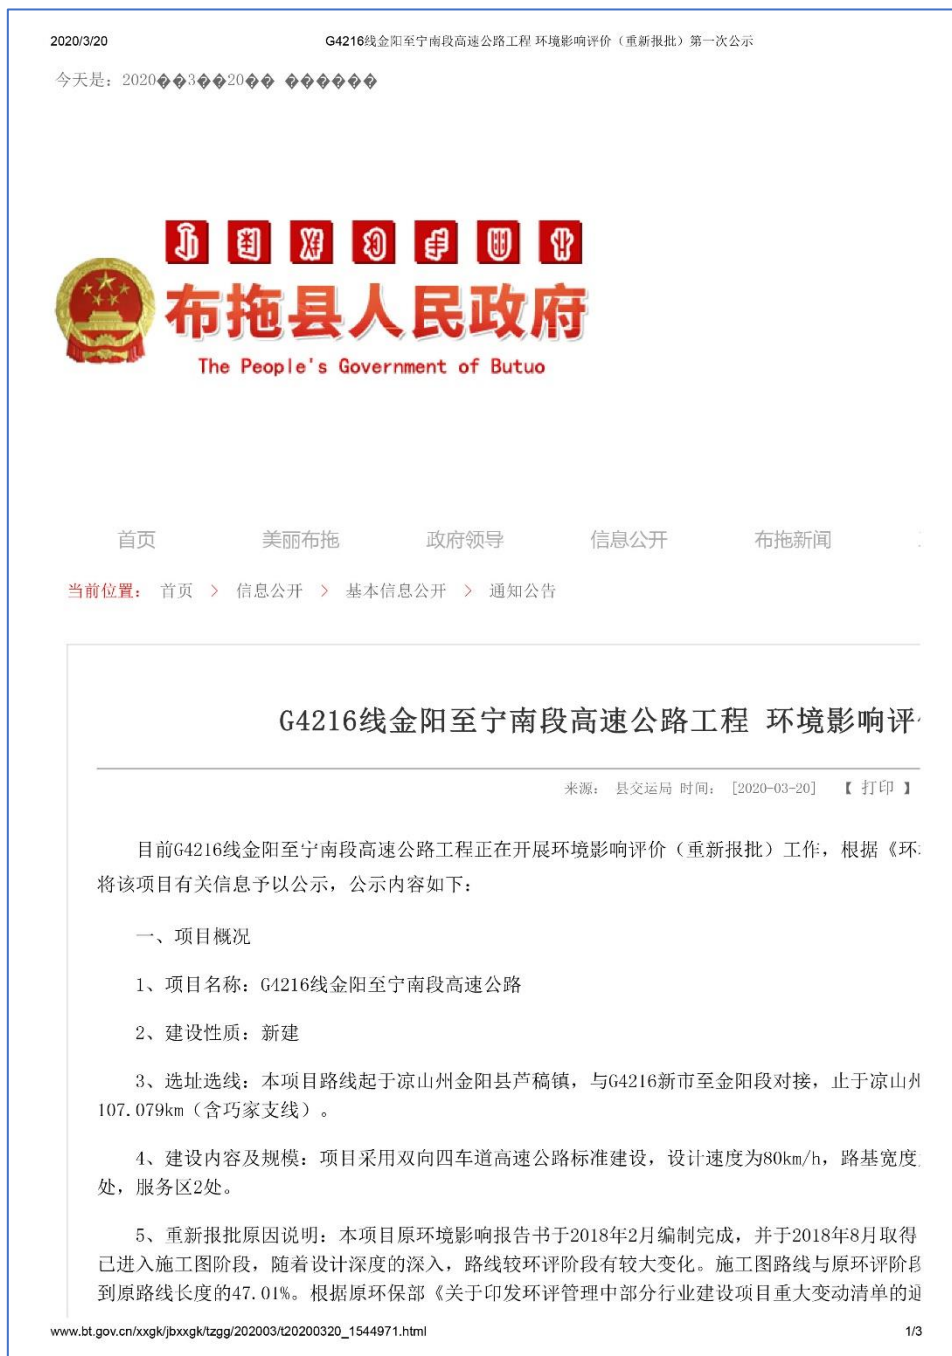 2020/3/20 G4216线金阳至宁南段高速公路工程 环境影响评价（重新报批）第一次公示
今天是：2020��3��20�� ������
布拖县人民政府
The People's Government of Butuo
首页 美丽布拖 政府领导 信息公开 布拖新闻
当前位置： 首页 > 信息公开 > 基本信息公开 > 通知公告
G4216线金阳至宁南段高速公路工程 环境影响评
来源： 县交运局 时间： [2020-03-20] 【 打印 】
目前G4216线金阳至宁南段高速公路工程正在开展环境影响评价（重新报批）工作，根据《环
将该项目有关信息予以公示，公示内容如下：
一、项目概况
1、项目名称：G4216线金阳至宁南段高速公路
2、建设性质：新建
3、选址选线：本项目路线起于凉山州金阳县芦稿镇，与G4216新市至金阳段对接，止于凉山州
107.079km（含巧家支线）。
4、建设内容及规模：项目采用双向四车道高速公路标准建设，设计速度为80km/h，路基宽度
处，服务区2处。
5、重新报批原因说明：本项目原环境影响报告书于2018年2月编制完成，并于2018年8月取得
已进入施工图阶段，随着设计深度的深入，路线较环评阶段有较大变化。施工图路线与原环评阶段
到原路线长度的47.01%。根据原环保部《关于印发环评管理中部分行业建设项目重大变动清单的通
www.bt.gov.cn/xxgk/jbxxgk/tzgg/202003/t20200320_1544971.html 1/3